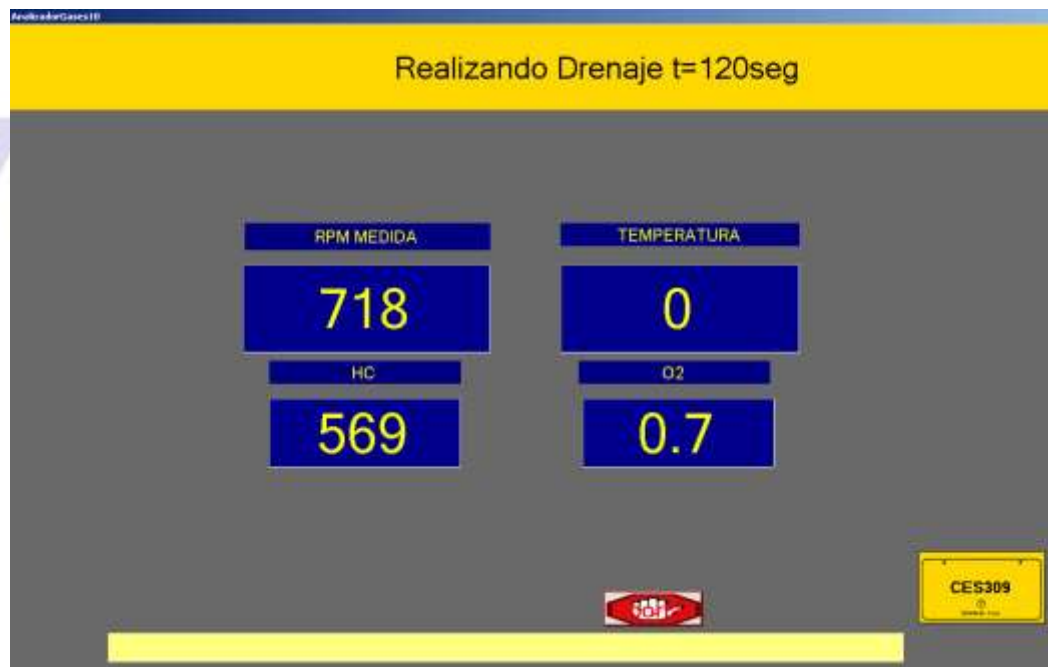 AnalizadorGases10
Realizando Drenaje t=120seg
RPM MEDIDA
TEMPERATURA
718
0
HC
O2
569
0.7
CES309